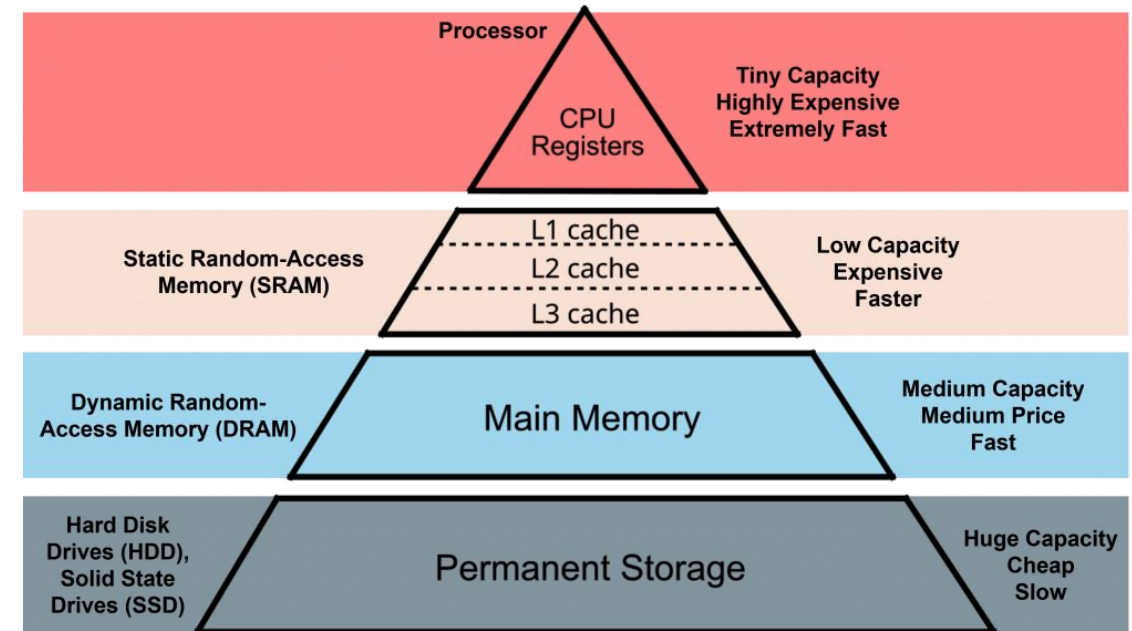 Processor
CPU
Registers
Tiny Capacity
Highly Expensive
Extremely Fast
Static Random-Access
Memory (SRAM)
L1 cache
L2 cache
L3 cache
Low Capacity
Expensive
Faster
Dynamic Random-
Access Memory (DRAM)
Main Memory
Medium Capacity
Medium Price
Fast
Hard Disk
Drives (HDD),
Solid State
Drives (SSD)
Permanent Storage
Huge Capacity
Cheap
Slow